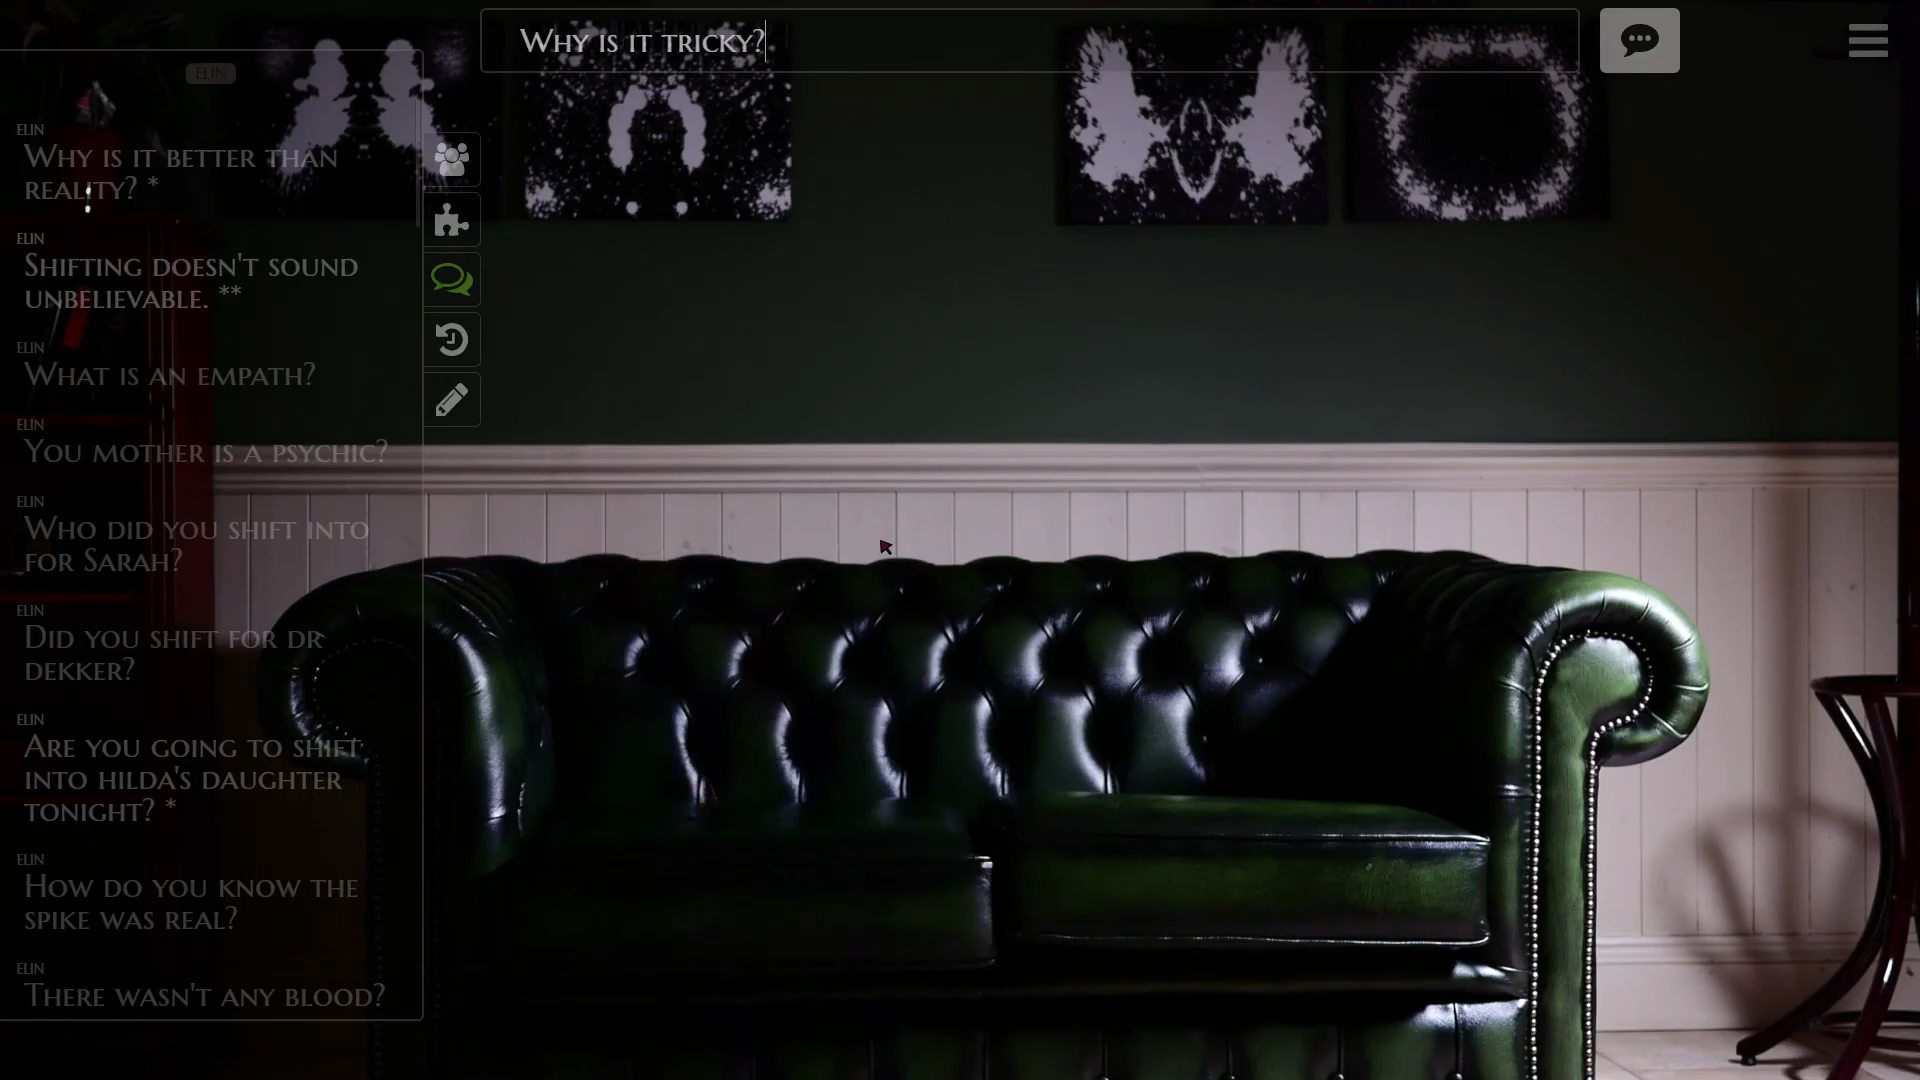 Why is it tricky?
ELIN
ELIN
Why is it better than
reality? *
ELIN
Shifting doesn't sound
unbelievable. **
ELIN
What is an empath?
ELIN
You mother is a psychic?
ELIN
Who did you shift into
for Sarah?
ELIN
Did you shift for Dr
Dekker?
ELIN
Are you going to shift
into hilda's daughter
tonight? *
ELIN
How do you know the
spike was real?
ELIN
There wasn't any blood?